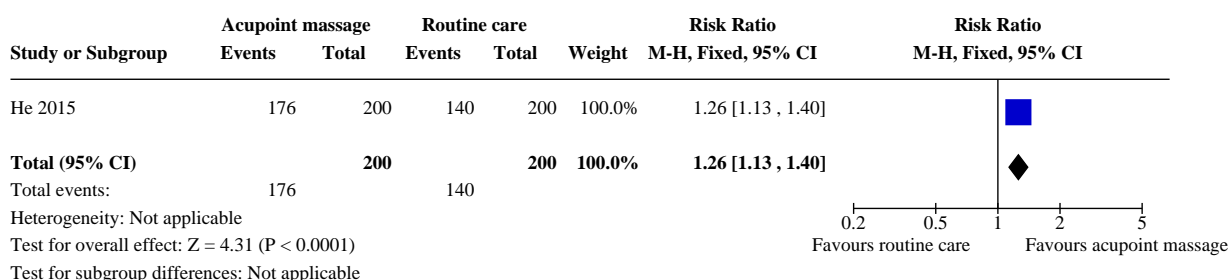 Acupoint massage Routine care Risk Ratio Risk Ratio
Study or Subgroup Events Total Events Total Weight M-H, Fixed, 95% CI M-H, Fixed, 95% CI
He 2015 176 200 140 200 100.0% 1.26 [1.13 , 1.40]
Total (95% CI) 200 200 100.0% 1.26 [1.13 , 1.40]
Total events: 176 140
Heterogeneity: Not applicable
0.2 0.5 1 2 5
Test for overall effect: Z = 4.31 (P < 0.0001)
Favours routine care Favours acupoint massage
Test for subgroup differences: Not applicable